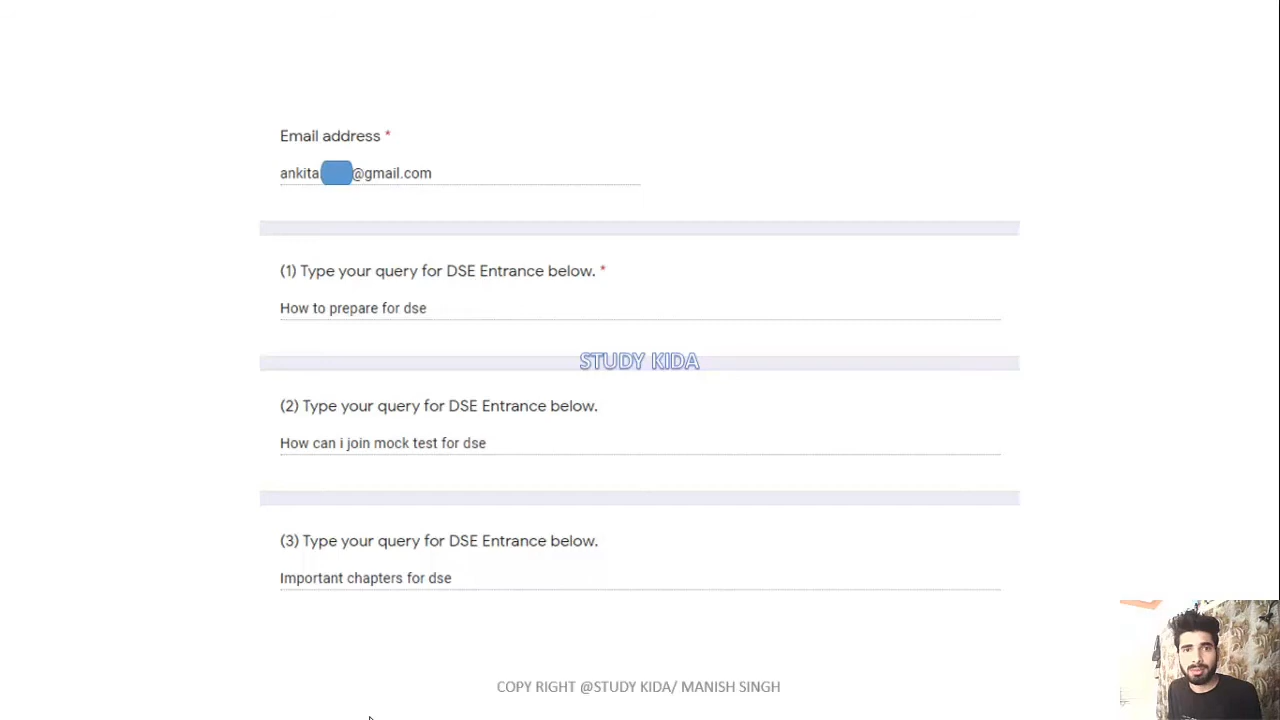 Email address *
ankita @gmail.com
(1) Type your query for DSE Entrance below. *
How to prepare for dse
STUDY KIDA
(2) Type your query for DSE Entrance below.
How can i join mock test for dse
(3) Type your query for DSE Entrance below.
Important chapters for dse
COPY RIGHT @STUDY KIDA/ MANISH SINGH